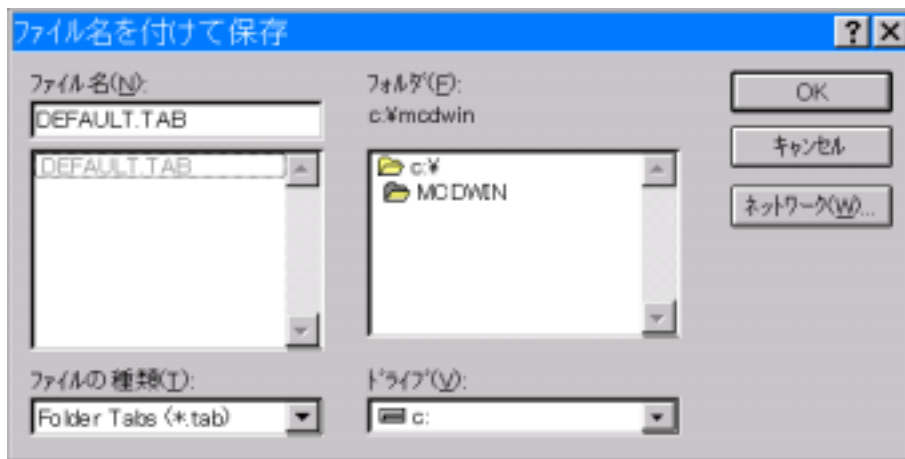 ファイル名を付けて保存
ファイル名(N):
DEFAULT.TAB
DEFAULT.TAB
ファイルの種類(T):
Folder Tabs (*.tab)
フォルダ(F):
c:¥mcdwin
c:¥
MCDWIN
ドライブ(V):
c:
OK
キャンセル
ネットワーク(W)...